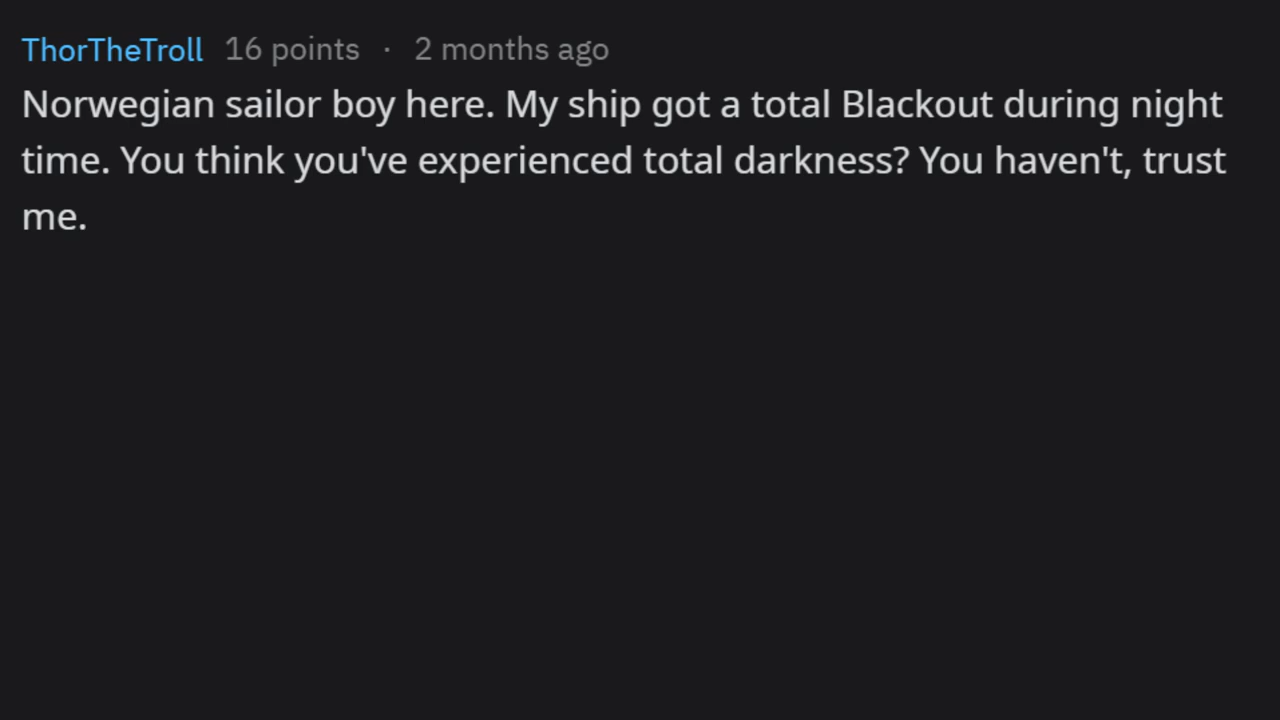 ThorTheTroll 16 points · 2 months ago
Norwegian sailor boy here. My ship got a total Blackout during night
time. You think you've experienced total darkness? You haven't, trust
me.